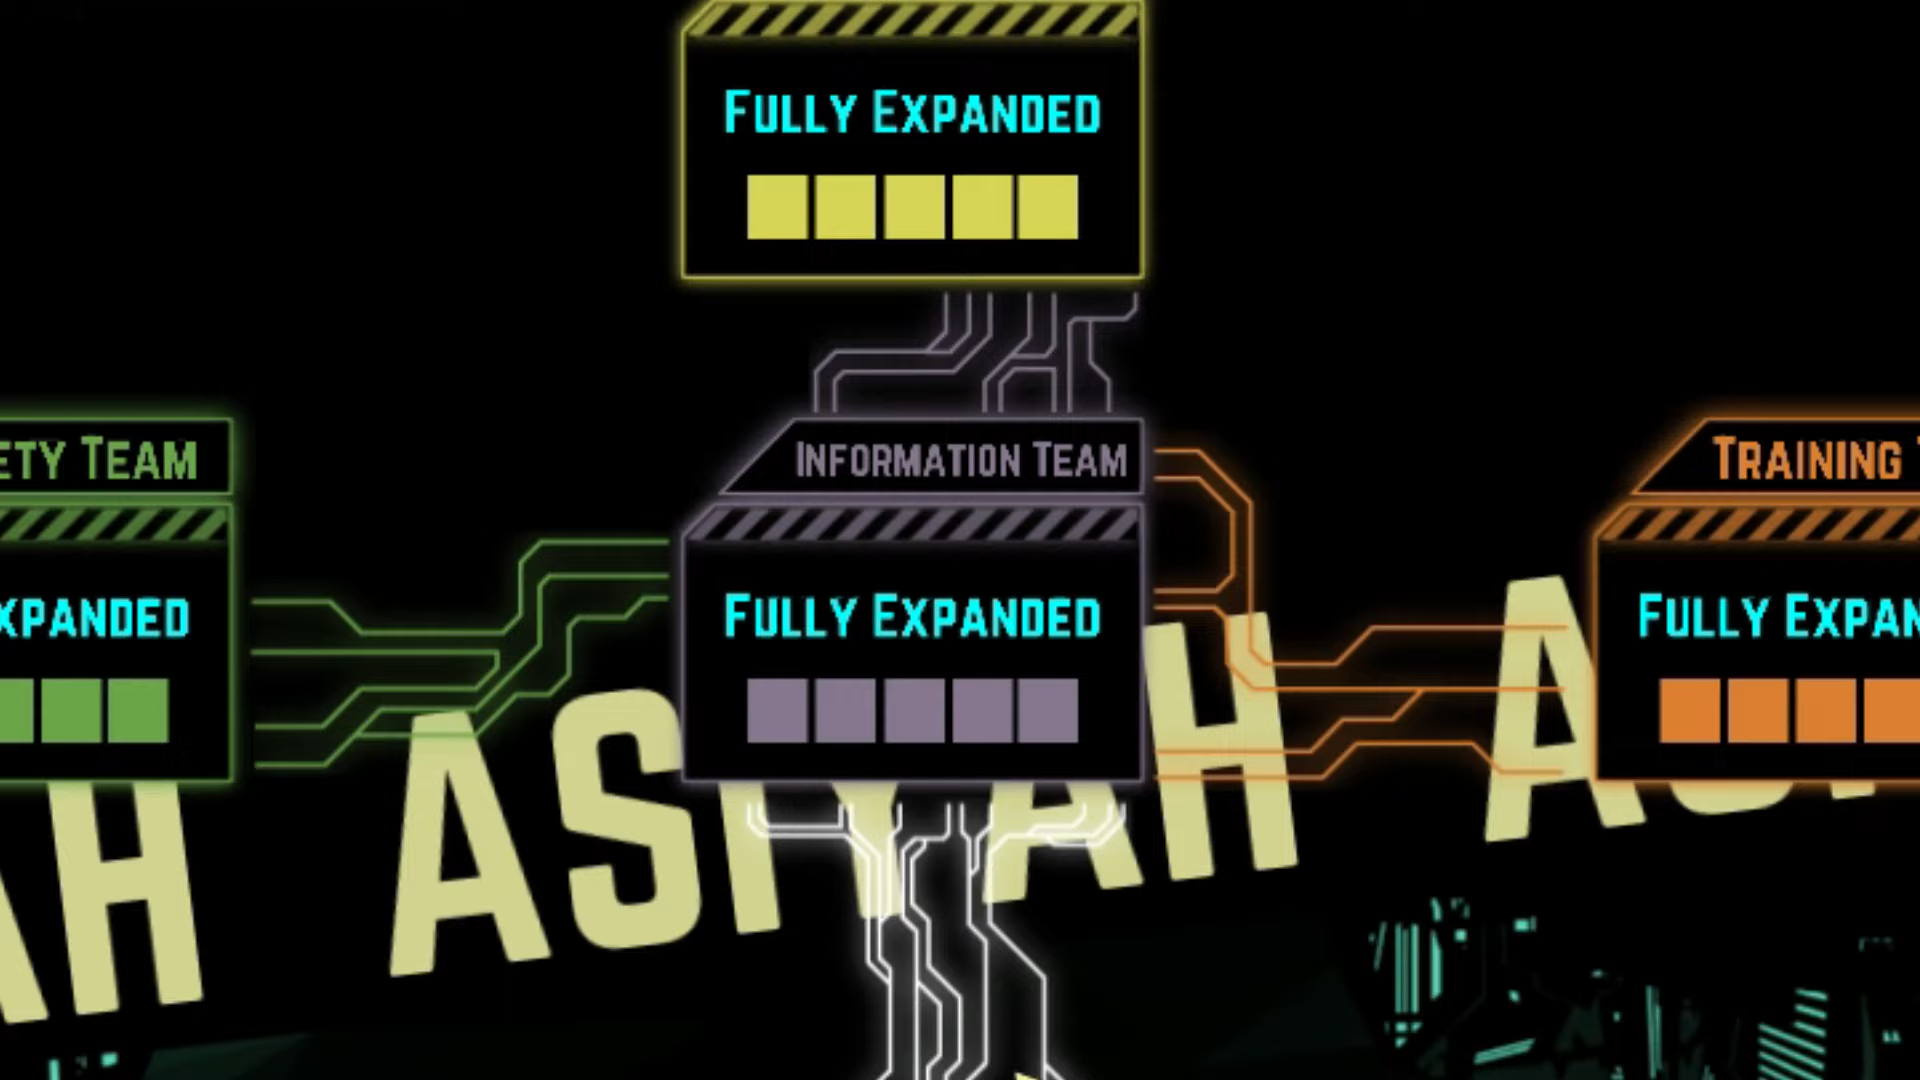 FULLY EXPANDED
ETY TEAM
INFORMATION TEAM
TRAINING
XPANDED
FULLY EXPANDED
FULLY EXPAN
AH ASIYAH